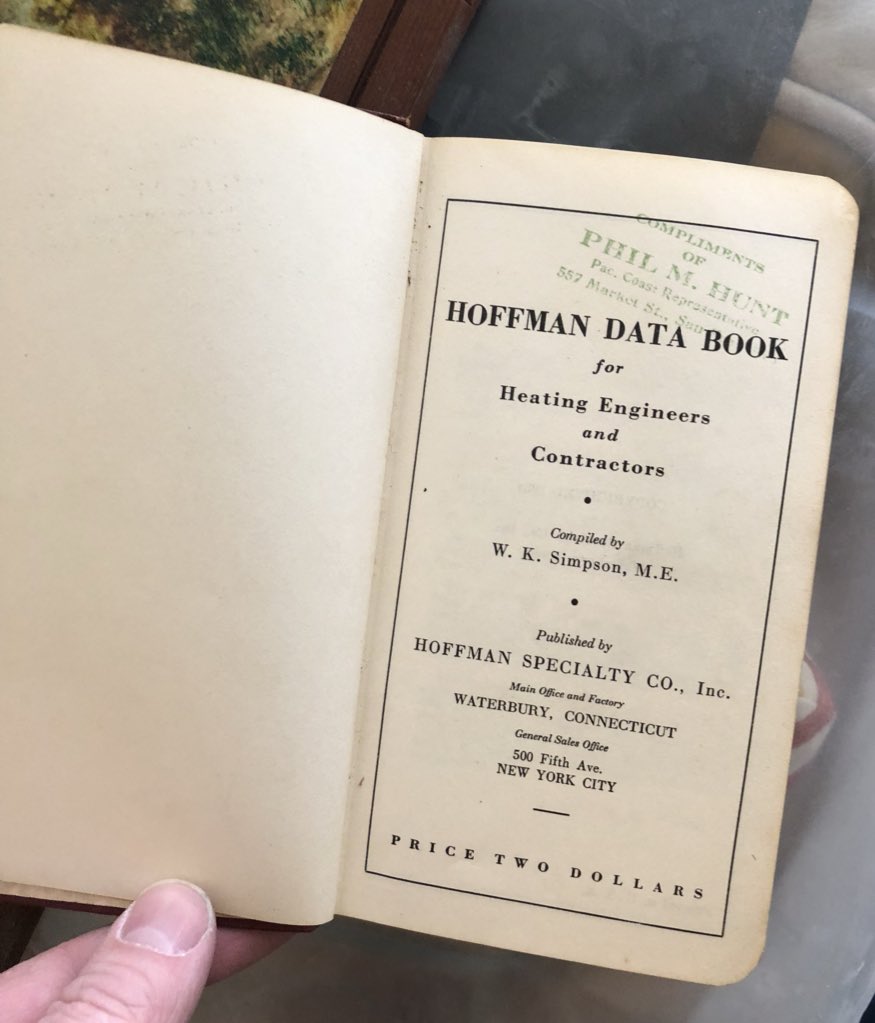 COMPLIMENTS
OF
PHIL M. HUNT
Pac. Coast Representative
557 Market St.,
HOFFMAN DATA BOOK
for
Heating Engineers
and
Contractors
Compiled by
W. K. Simpson, M.E.
Published by
HOFFMAN SPECIALTY CO., Inc.
Main Office and Factory
WATERBURY, CONNECTICUT
General Sales Office
500 Fifth Ave.
NEW YORK CITY
PRICE TWO DOLLARS